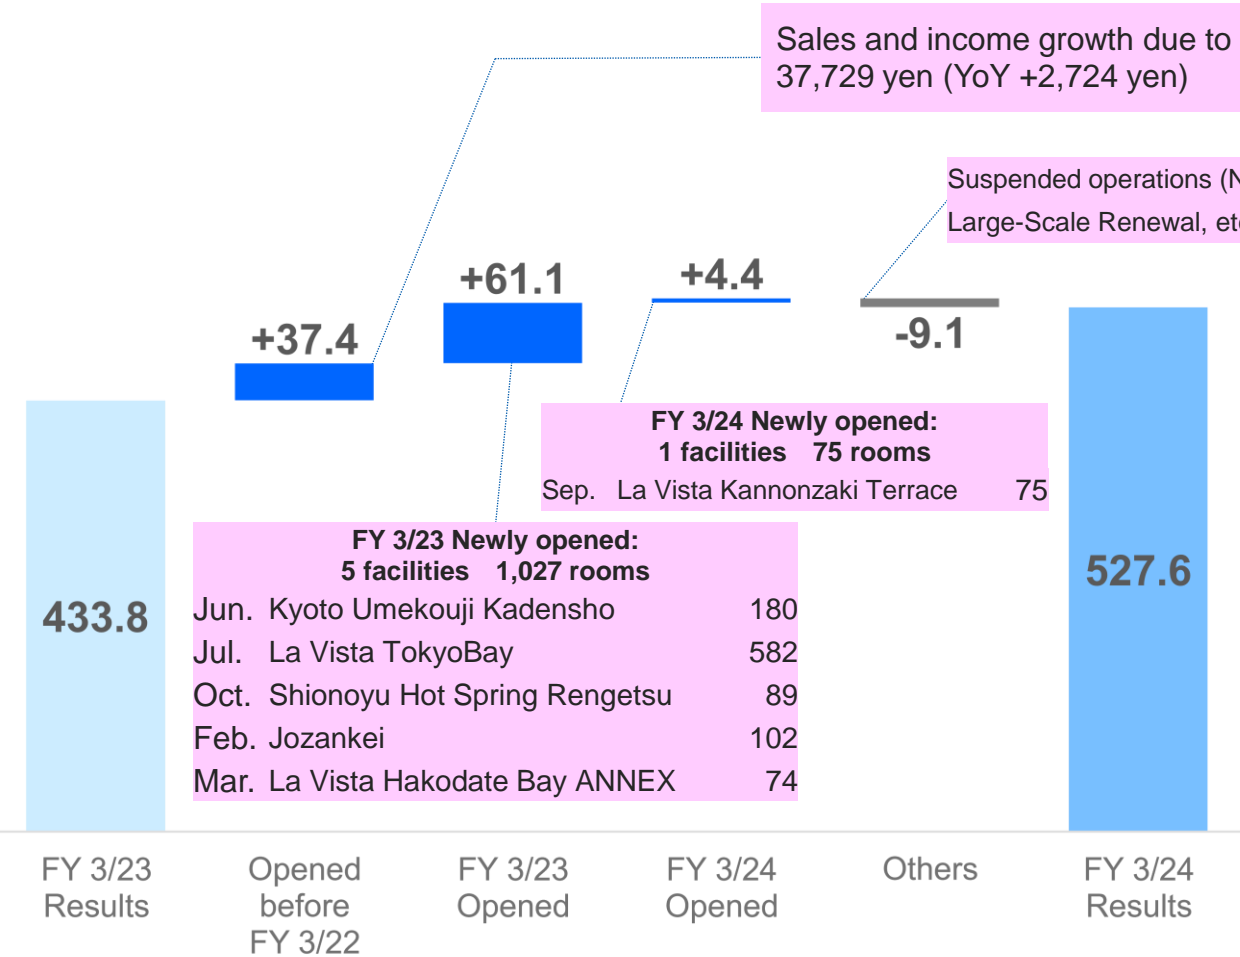 Sales and income growth due to
37,729 yen (YoY +2,724 yen)
Suspended operations (N
Large-Scale Renewal, etc
+37.4
+61.1
+4.4
-9.1
FY 3/24 Newly opened:
1 facilities 75 rooms
Sep. La Vista Kannonzaki Terrace 75
FY 3/23 Newly opened:
5 facilities 1,027 rooms
Jun. Kyoto Umekouji Kadensho 180
Jul. La Vista TokyoBay 582
Oct. Shionoyu Hot Spring Rengetsu 89
Feb. Jozankei 102
Mar. La Vista Hakodate Bay ANNEX 74
433.8
527.6
FY 3/23
Results
Opened
before
FY 3/22
FY 3/23
Opened
FY 3/24
Opened
Others
FY 3/24
Results